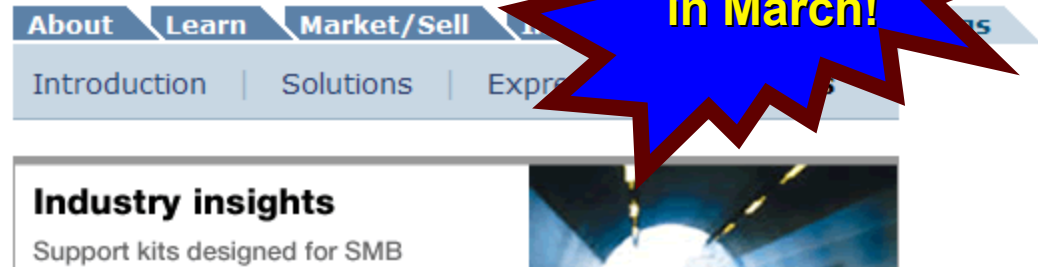 in March!
About Learn Market/Sell
Introduction | Solutions |
Industry insights
Support kits designed for SMB